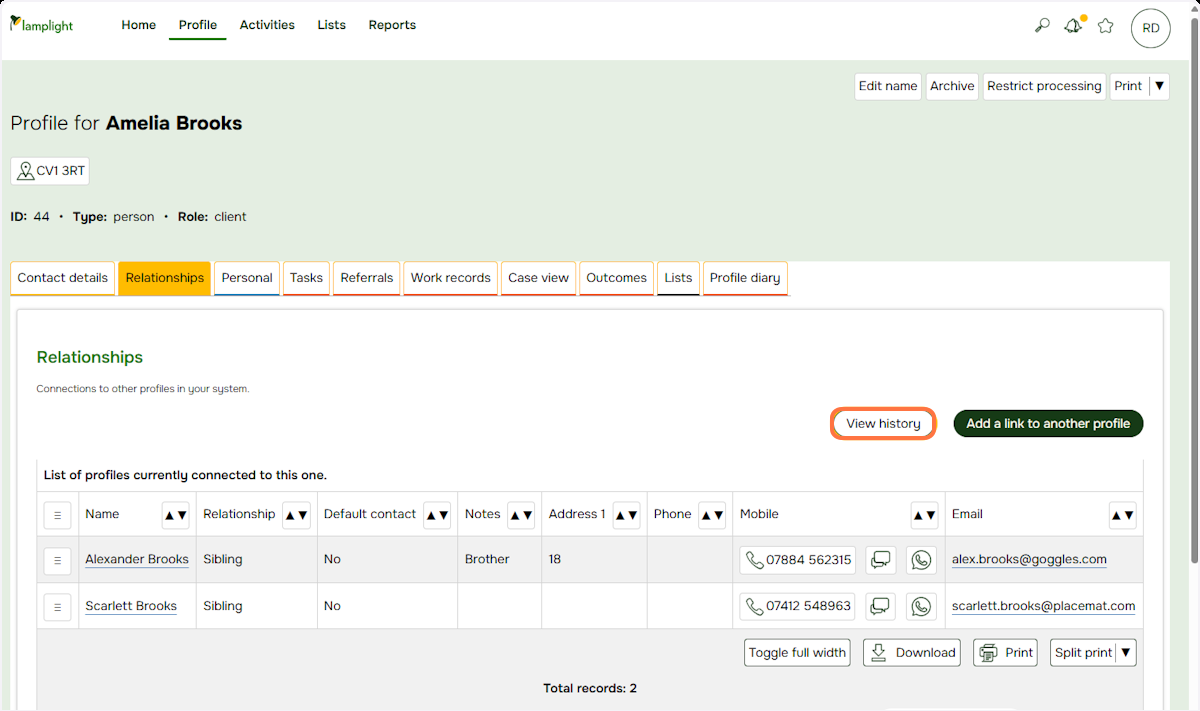 lamplight Home Profile Activities Lists Reports RD
Edit name Archive Restrict processing Print ▼
Profile for Amelia Brooks
CV1 3RT
ID: 44 • Type: person • Role: client
Contact details Relationships Personal Tasks Referrals Work records Case view Outcomes Lists Profile diary
Relationships
Connections to other profiles in your system.
View history Add a link to another profile
List of profiles currently connected to this one.
Name ▲▼ Relationship ▲▼ Default contact ▲▼ Notes ▲▼ Address 1 ▲▼ Phone ▲▼ Mobile ▲▼ Email ▲▼
Alexander Brooks Sibling No Brother 18 07884 562315 alex.brooks@goggles.com
Scarlett Brooks Sibling No 07412 548963 scarlett.brooks@placemat.com
Toggle full width Download Print Split print ▼
Total records: 2